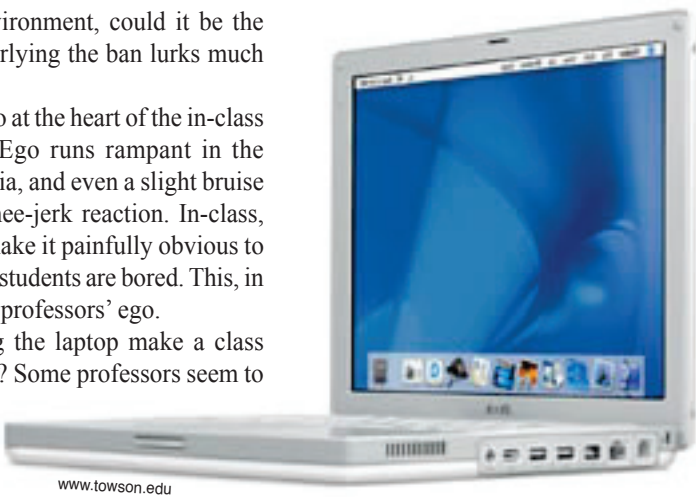 ironment, could it be the
rlying the ban lurks much
o at the heart of the in-class
Ego runs rampant in the
ia, and even a slight bruise
nee-jerk reaction. In-class,
ake it painfully obvious to
students are bored. This, in
professors’ ego.
g the laptop make a class
? Some professors seem to
www.towson.edu